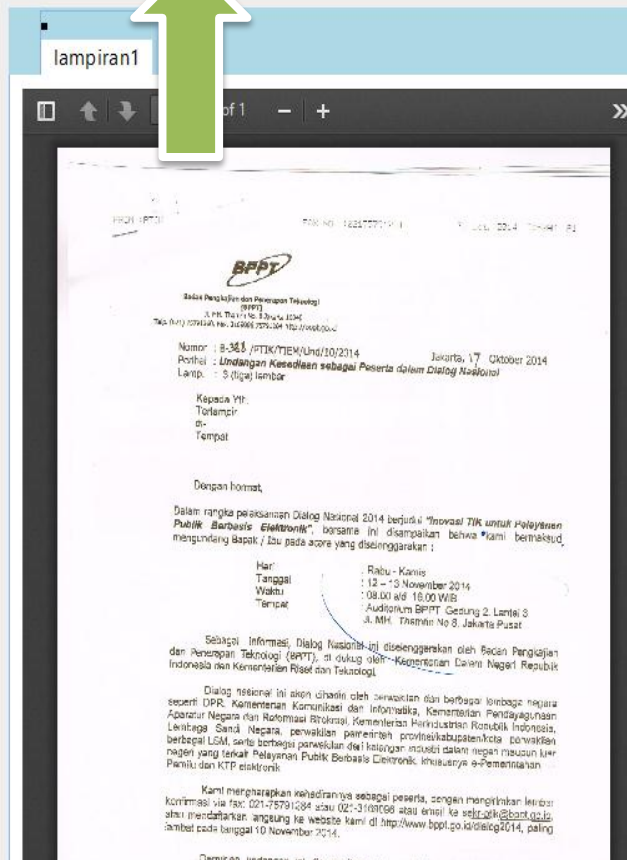 lampiran1
of 1
BPPT
Badan Pengkajian dan Penerapan Teknologi
(BPPT)
Nomor : B-388 /PTIK/TIEM/Und/10/2014 Jakarta, 17 Oktober 2014
Perihal : Undangan Kesediaan sebagai Peserta dalam Dialog Nasional
Lamp. : 3 (tiga) lembar
Kepada Yth.
Terlampir
di-
Tempat
Dengan hormat,
Dalam rangka pelaksanaan Dialog Nasional 2014 berjudul "Inovasi TIK untuk Pelayanan
Publik Berbasis Elektronik", bersama ini disampaikan bahwa kami bermaksud
mengundang Bapak / Ibu pada acara yang diselenggarakan :
Hari : Rabu - Kamis
Tanggal : 12 – 13 November 2014
Waktu : 08.00 s/d 16.00 WIB
Tempat : Auditorium BPPT Gedung 2, Lantai 3
Jl. MH. Thamrin No 8, Jakarta Pusat
Sebagai informasi, Dialog Nasional ini diselenggarakan oleh Badan Pengkajian
dan Penerapan Teknologi (BPPT), di dukung oleh Kementerian Dalam Negeri Republik
Indonesia dan Kementerian Riset dan Teknologi.
Dialog nasional ini akan dihadiri oleh perwakilan dari berbagai lembaga negara
seperti DPR, Kementerian Komunikasi dan Informatika, Kementerian Pendayagunaan
Aparatur Negara dan Reformasi Birokrasi, Kementerian Perindustrian Republik Indonesia,
Lembaga Sandi Negara, perwakilan pemerintah provinsi/kabupaten/kota, perwakilan
berbagai LSM, serta berbagai perwakilan dari kalangan industri dalam negeri maupun luar
negeri yang terkait Pelayanan Publik Berbasis Elektronik, khususnya e-Pemerintahan
Pemilu dan KTP elektronik
Kami mengharapkan kehadirannya sebagai peserta, dengan mengirimkan lembar
konfirmasi via fax: 021-75791284 atau 021-3169098 atau email ke sekr-ptik@bppt.go.id,
atau mendaftarkan langsung ke website kami di http://www.bppt.go.id/dialog2014, paling
lambat pada tanggal 10 November 2014.